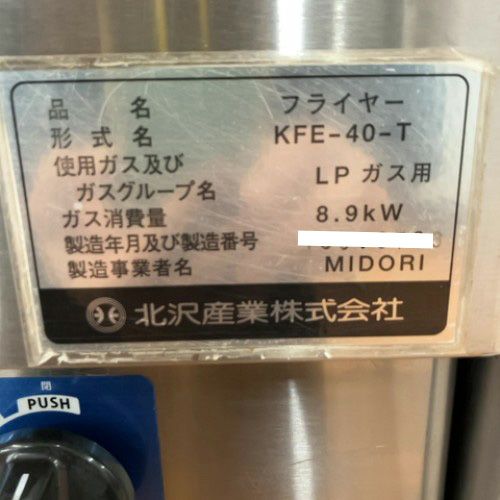 品 名 フライヤー
形 式 名 KFE-40-T
使用ガス及び
ガスグループ名 LP ガス用
ガス消費量 8.9kW
製造年月及び製造番号
製造事業者名 MIDORI
北沢産業株式会社
閉
PUSH